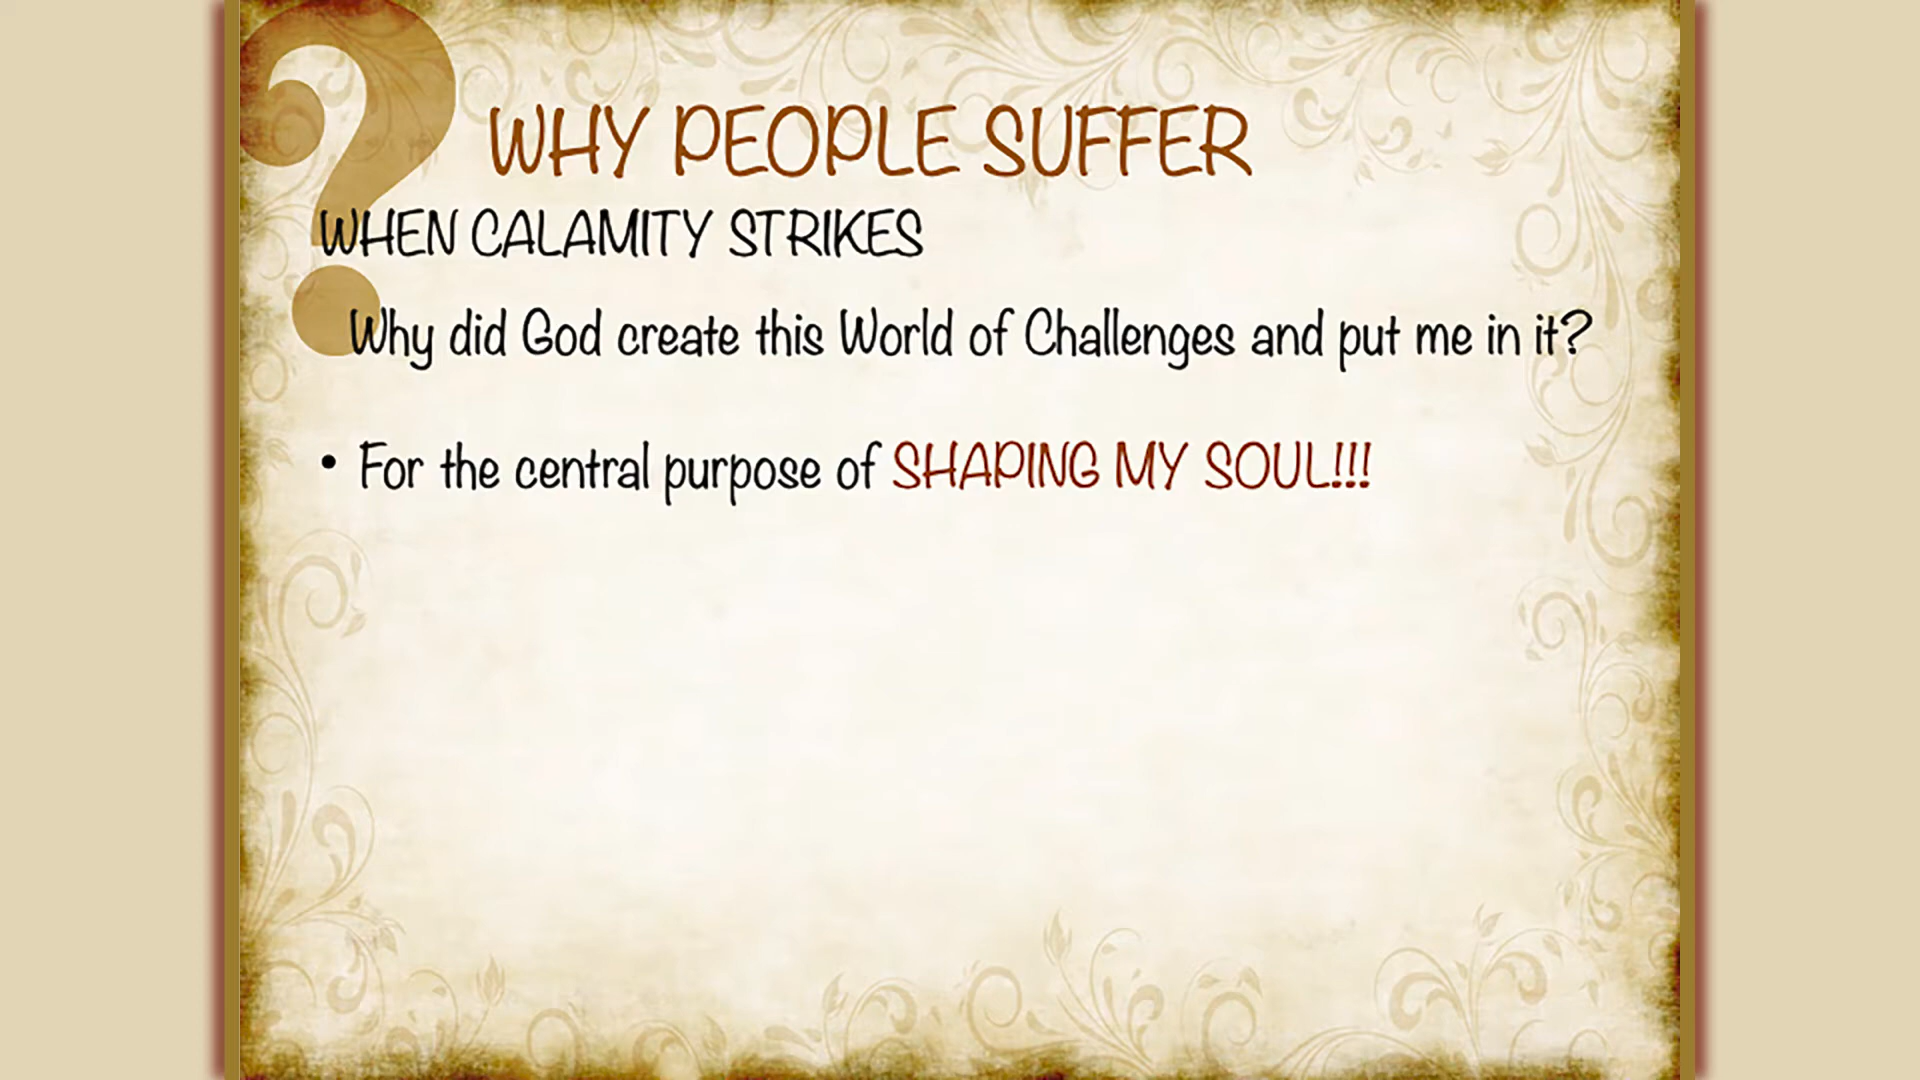 ?
WHY PEOPLE SUFFER
WHEN CALAMITY STRIKES
Why did God create this World of Challenges and put me in it?
• For the central purpose of SHAPING MY SOUL!!!